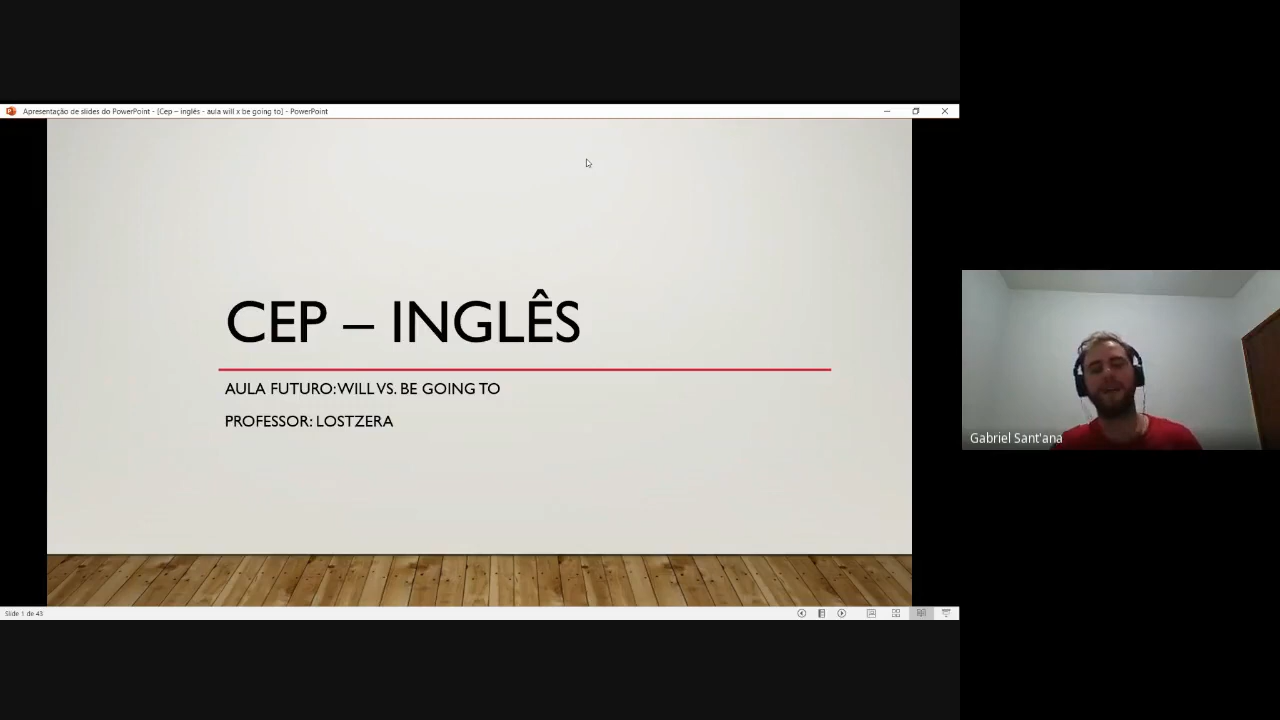 Apresentação de slides do PowerPoint - [Cep – inglês - aula will x be going to] - PowerPoint
CEP – INGLÊS
AULA FUTURO: WILL VS. BE GOING TO
PROFESSOR: LOSTZERA
Gabriel Sant'ana
Slide 1 de 43